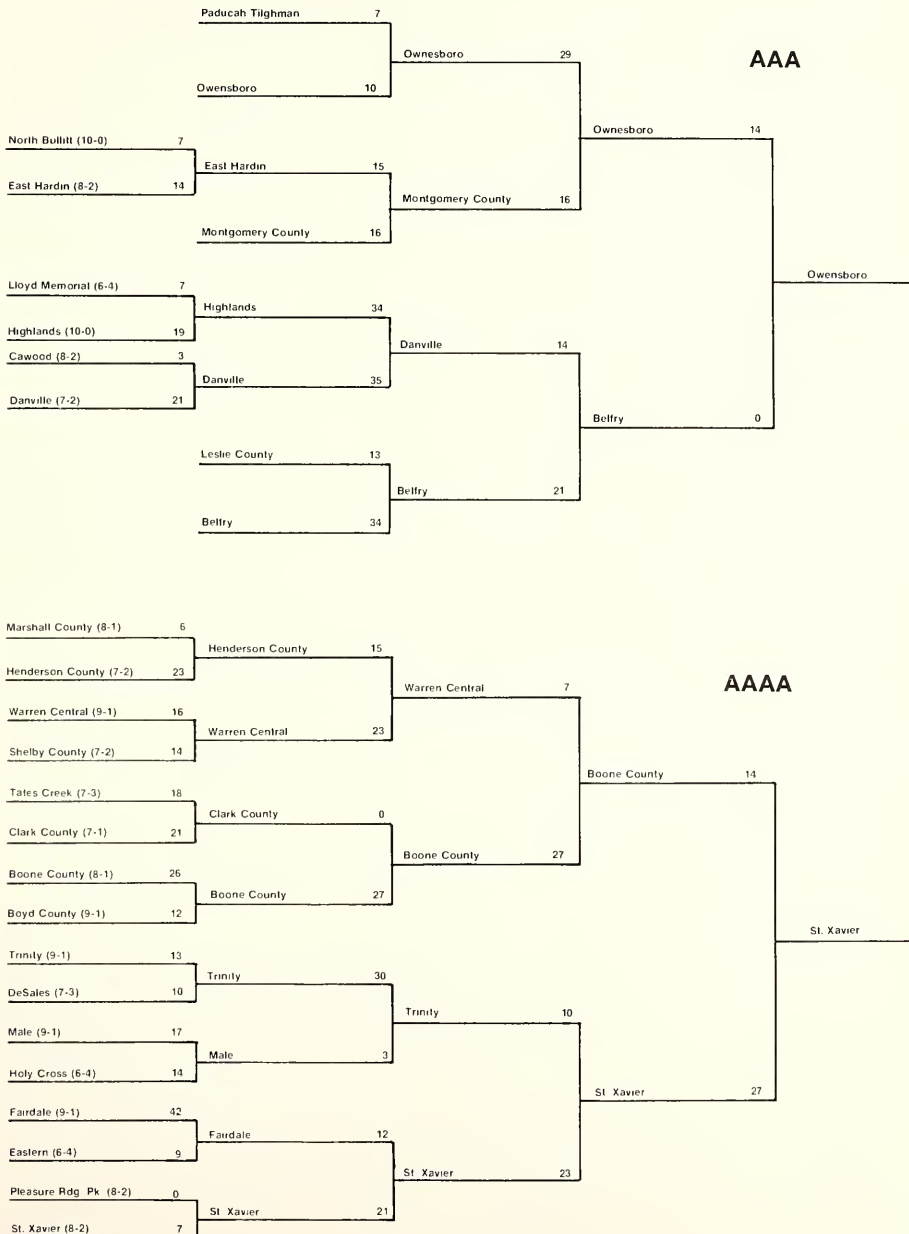 Paducah Tilghman 7
Ownesboro 29
AAA
Owensboro 10
Ownesboro 14
North Bullitt (10-0) 7
East Hardin 15
East Hardin (8-2) 14
Montgomery County 16
Montgomery County 16
Owensboro
Lloyd Memorial (6-4) 7
Highlands 34
Highlands (10-0) 19
Danville 14
Cawood (8-2) 3
Danville 35
Danville (7-2) 21
Belfry 0
Leslie County 13
Belfry 21
Belfry 34
Marshall County (8-1) 6
Henderson County 15
Henderson County (7-2) 23
Warren Central 7
AAAA
Warren Central (9-1) 16
Warren Central 23
Shelby County (7-2) 14
Boone County 14
Tates Creek (7-3) 18
Clark County 0
Clark County (7-1) 21
Boone County 27
Boone County (8-1) 26
Boone County 27
Boyd County (9-1) 12
St. Xavier
Trinity (9-1) 13
Trinity 30
DeSales (7-3) 10
Trinity 10
Male (9-1) 17
Male 3
Holy Cross (6-4) 14
St Xavier 27
Fairdale (9-1) 42
Fairdale 12
Eastern (6-4) 9
St Xavier 23
Pleasure Rdg Pk (8-2) 0
St Xavier 21
St. Xavier (8-2) 7